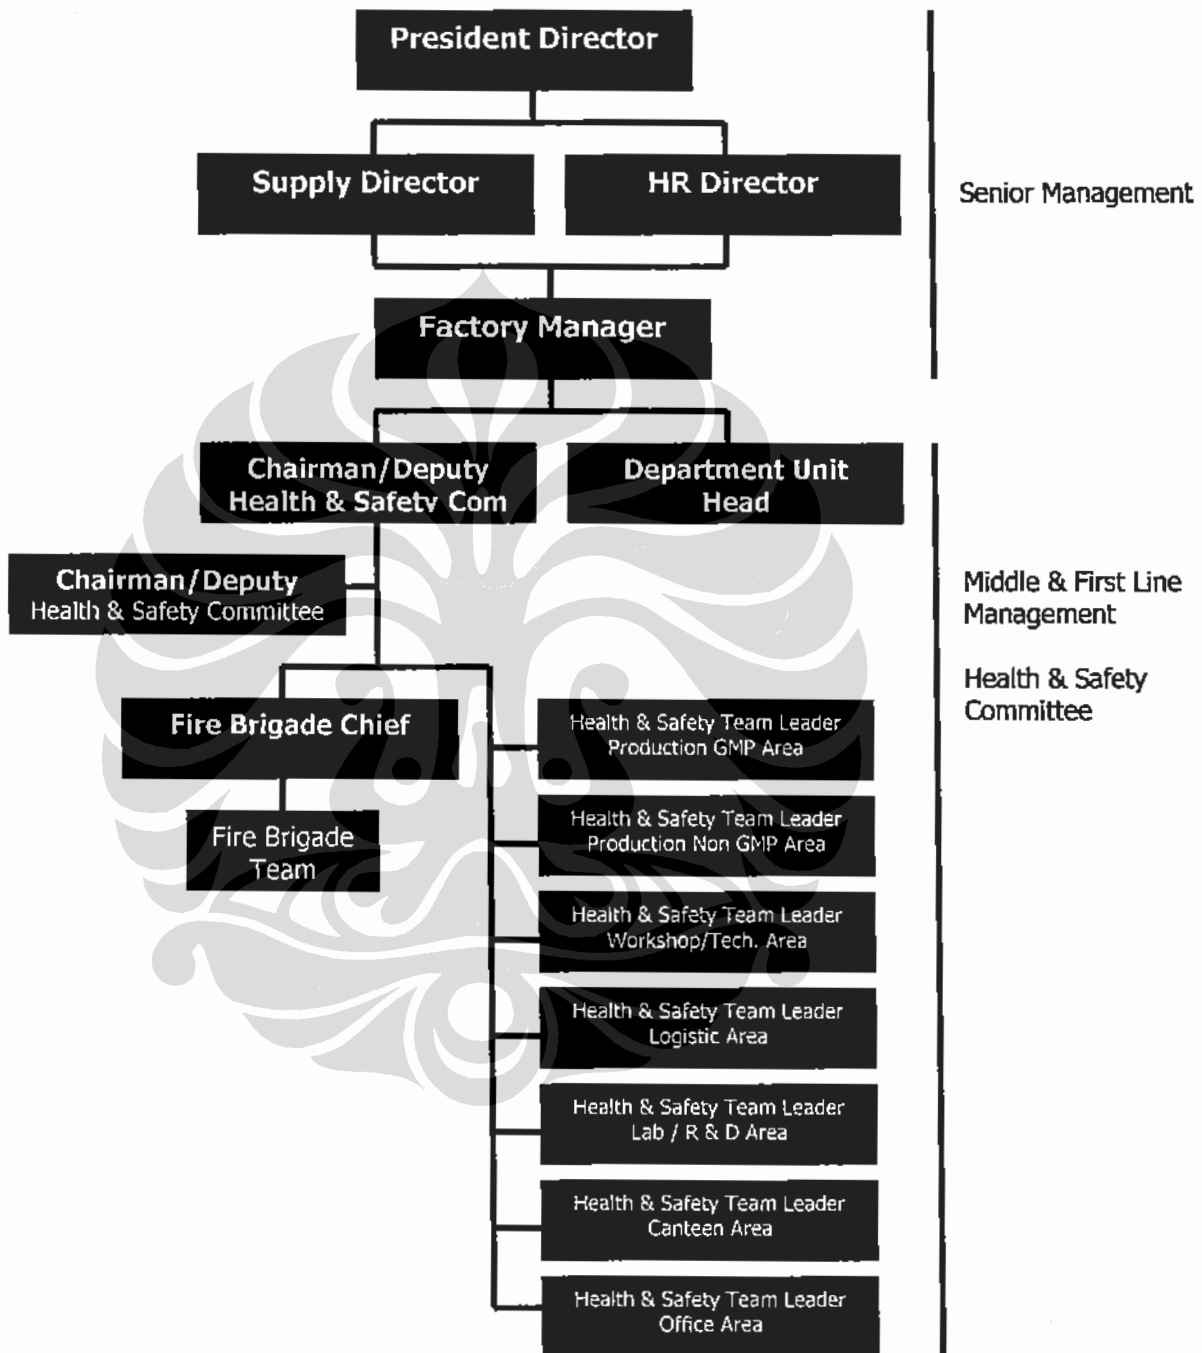 President Director
Supply Director
HR Director
Senior Management
Factory Manager
Chairman/Deputy
Health & Safety Com
Department Unit
Head
Chairman/Deputy
Health & Safety Committee
Middle & First Line
Management
Health & Safety
Committee
Fire Brigade Chief
Fire Brigade
Team
Health & Safety Team Leader
Production GMP Area
Health & Safety Team Leader
Production Non GMP Area
Health & Safety Team Leader
Workshop/Tech. Area
Health & Safety Team Leader
Logistic Area
Health & Safety Team Leader
Lab / R & D Area
Health & Safety Team Leader
Canteen Area
Health & Safety Team Leader
Office Area